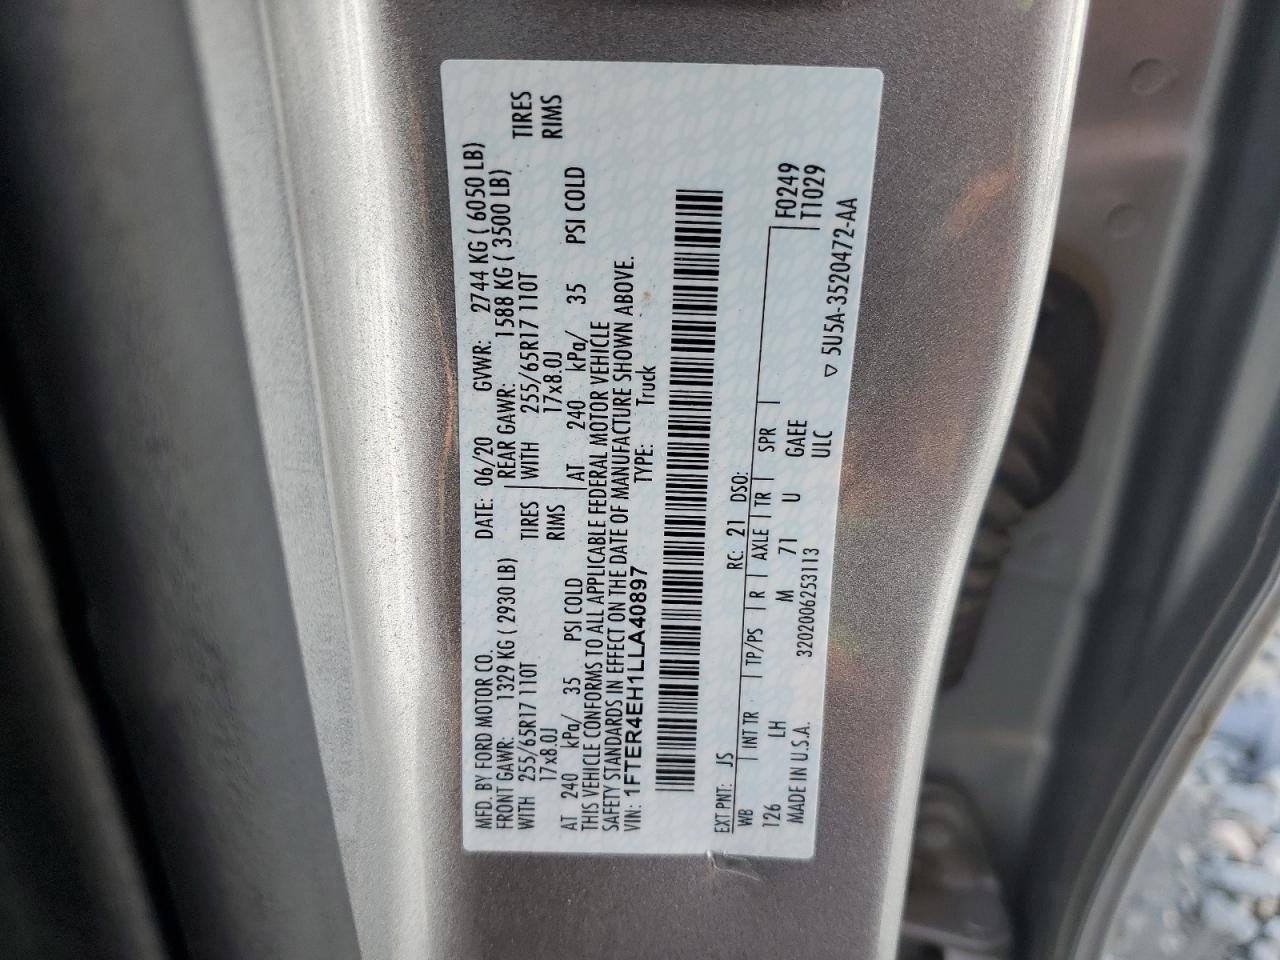 MFD. BY FORD MOTOR CO. DATE: 06/20 GVWR: 2744 KG ( 6050 LB)
FRONT GAWR: 1329 KG ( 2930 LB) REAR GAWR: 1588 KG ( 3500 LB)
WITH 255/65R17 110T TIRES WITH 255/65R17 110T TIRES
17x8.0J RIMS 17x8.0J RIMS
AT 240 kPa/ 35 PSI COLD AT 240 kPa/ 35 PSI COLD
THIS VEHICLE CONFORMS TO ALL APPLICABLE FEDERAL MOTOR VEHICLE
SAFETY STANDARDS IN EFFECT ON THE DATE OF MANUFACTURE SHOWN ABOVE.
VIN: 1FTER4EH1LLA40897 TYPE: Truck
EXT PNT: JS RC: 21 DSO:
WB INT TR TP/PS R AXLE TR SPR F0249
126 LH M 71 U GAEE T1029
MADE IN U.S.A. 3202006253113 ULC ▽ 5U5A-3520472-AA